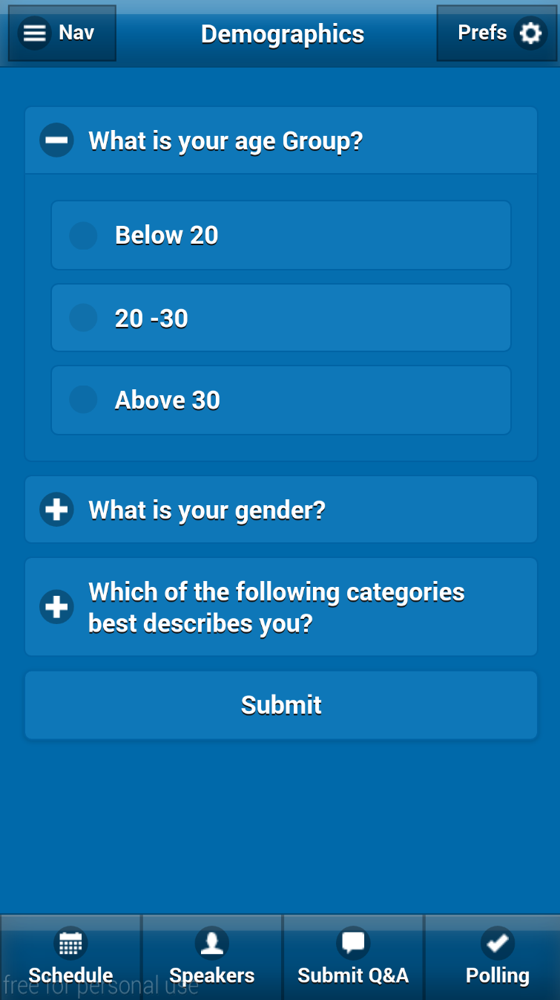 Nav
Demographics
Prefs
What is your age Group?
Below 20
20 -30
Above 30
What is your gender?
Which of the following categories
best describes you?
Submit
Schedule
Speakers
Submit Q&A
Polling
free for personal use